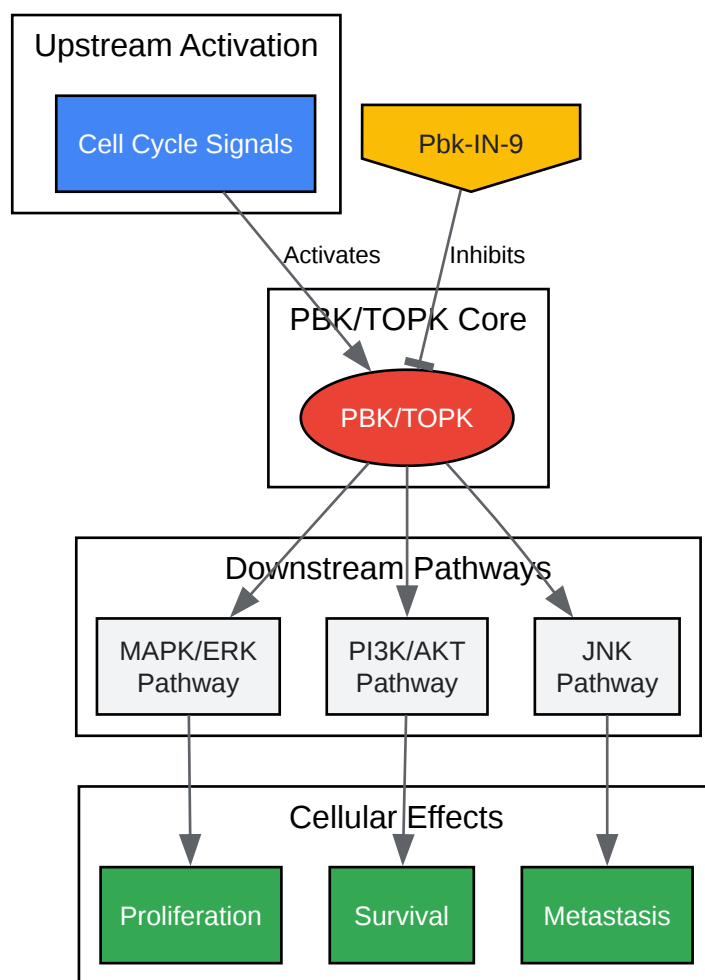 Upstream Activation
Cell Cycle Signals
Pbk-IN-9
Activates
Inhibits
PBK/TOPK Core
PBK/TOPK
Downstream Pathways
MAPK/ERK
Pathway
PI3K/AKT
Pathway
JNK
Pathway
Cellular Effects
Proliferation
Survival
Metastasis